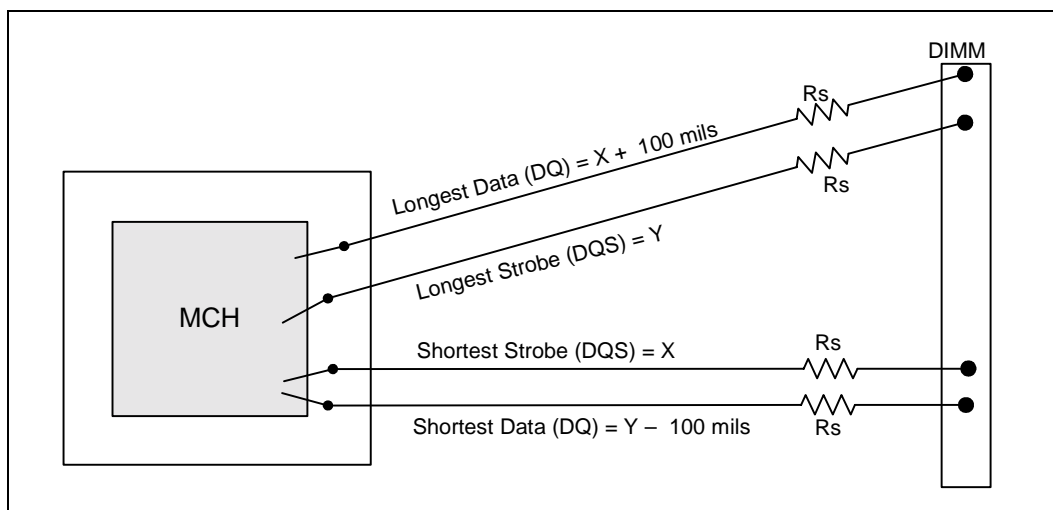 DIMM
Rs
Longest Data (DQ) = X + 100 mils
Rs
Longest Strobe (DQS) = Y
MCH
Rs
Shortest Strobe (DQS) = X
Shortest Data (DQ) = Y – 100 mils
Rs